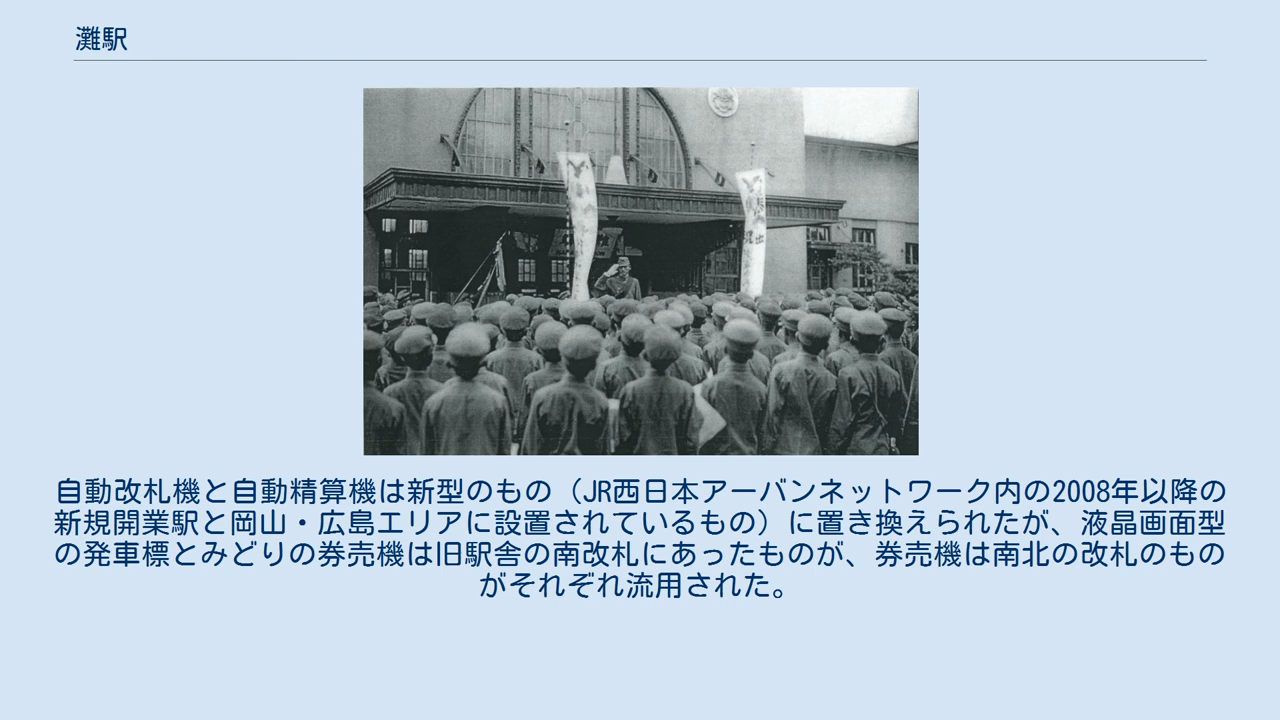 灘駅
自動改札機と自動精算機は新型のもの（JR西日本アーバンネットワーク内の2008年以降の
新規開業駅と岡山・広島エリアに設置されているもの）に置き換えられたが、液晶画面型
の発車標とみどりの券売機は旧駅舎の南改札にあったものが、券売機は南北の改札のもの
がそれぞれ流用された。